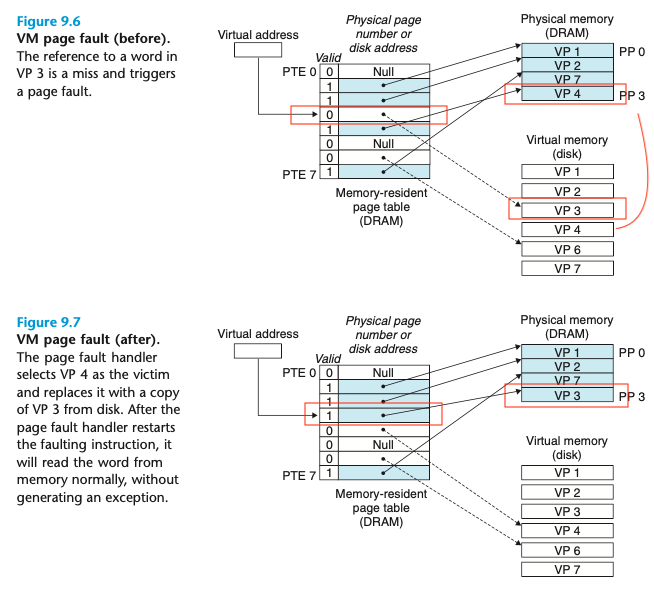 Figure 9.6
VM page fault (before).
The reference to a word in
VP 3 is a miss and triggers
a page fault.
Virtual address
Physical page
number or
disk address
Valid
PTE 0
0
Null
1
1
0
1
0
Null
0
PTE 7
1
Memory-resident
page table
(DRAM)
Physical memory
(DRAM)
VP 1
PP 0
VP 2
VP 7
VP 4
PP 3
Virtual memory
(disk)
VP 1
VP 2
VP 3
VP 4
VP 6
VP 7
Figure 9.7
VM page fault (after).
The page fault handler
selects VP 4 as the victim
and replaces it with a copy
of VP 3 from disk. After the
page fault handler restarts
the faulting instruction, it
will read the word from
memory normally, without
generating an exception.
Virtual address
Physical page
number or
disk address
Valid
PTE 0
0
Null
1
1
1
0
0
Null
0
PTE 7
1
Memory-resident
page table
(DRAM)
Physical memory
(DRAM)
VP 1
PP 0
VP 2
VP 7
VP 3
PP 3
Virtual memory
(disk)
VP 1
VP 2
VP 3
VP 4
VP 6
VP 7